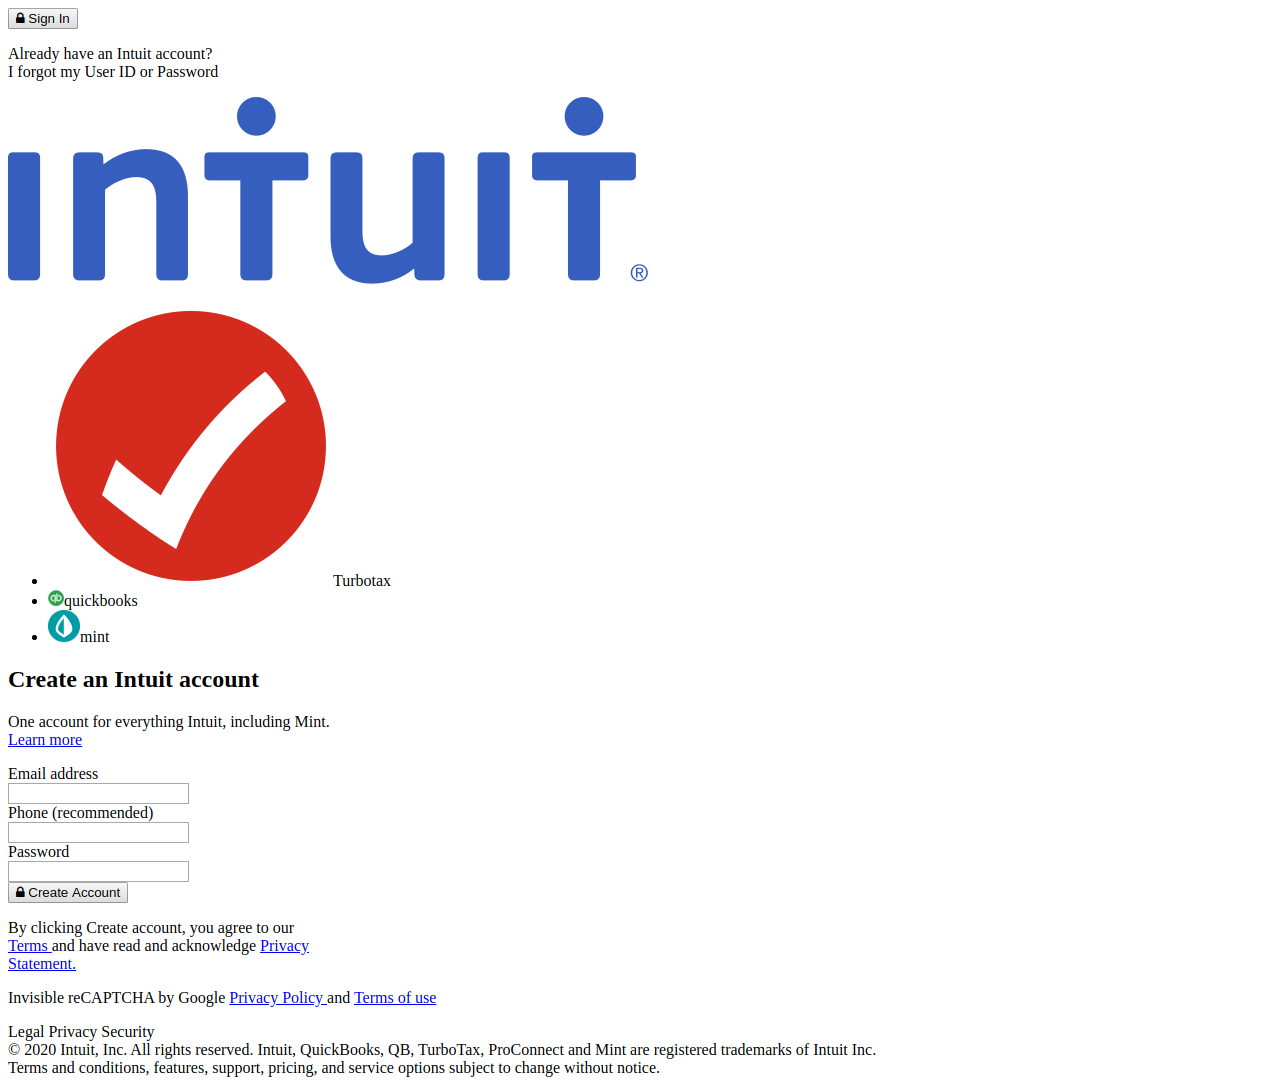 Sign In
Already have an Intuit account?
I forgot my User ID or Password
intuit®
Turbotax
qb quickbooks
mint
Create an Intuit account
One account for everything Intuit, including Mint.
Learn more
Email address
Phone (recommended)
Password
Create Account
By clicking Create account, you agree to our
Terms and have read and acknowledge Privacy
Statement.
Invisible reCAPTCHA by Google Privacy Policy and Terms of use
Legal Privacy Security
© 2020 Intuit, Inc. All rights reserved. Intuit, QuickBooks, QB, TurboTax, ProConnect and Mint are registered trademarks of Intuit Inc.
Terms and conditions, features, support, pricing, and service options subject to change without notice.